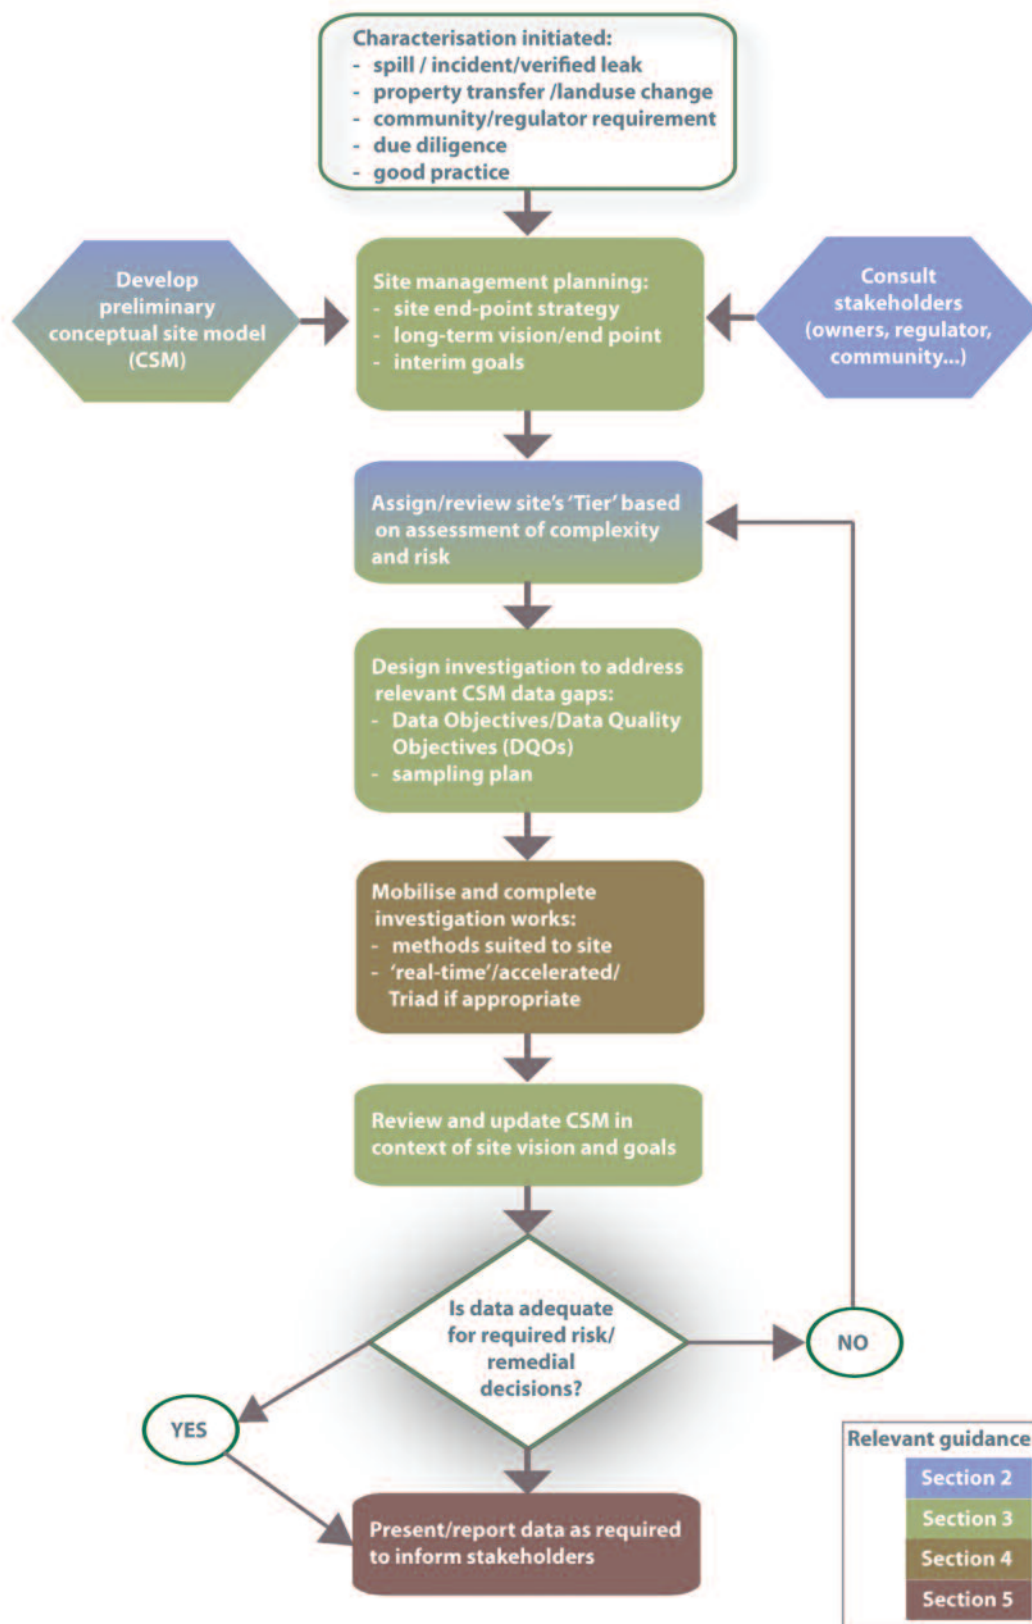 Characterisation initiated:
- spill / incident/verified leak
- property transfer /landuse change
- community/regulator requirement
- due diligence
- good practice
Develop
preliminary
conceptual site model
(CSM)
Site management planning:
- site end-point strategy
- long-term vision/end point
- interim goals
Consult
stakeholders
(owners, regulator,
community...)
Assign/review site's 'Tier' based
on assessment of complexity
and risk
Design investigation to address
relevant CSM data gaps:
- Data Objectives/Data Quality
Objectives (DQOs)
- sampling plan
Mobilise and complete
investigation works:
- methods suited to site
- 'real-time'/accelerated/
Triad if appropriate
Review and update CSM in
context of site vision and goals
Is data adequate
for required risk/
remedial
decisions?
NO
YES
Present/report data as required
to inform stakeholders
Relevant guidance
Section 2
Section 3
Section 4
Section 5